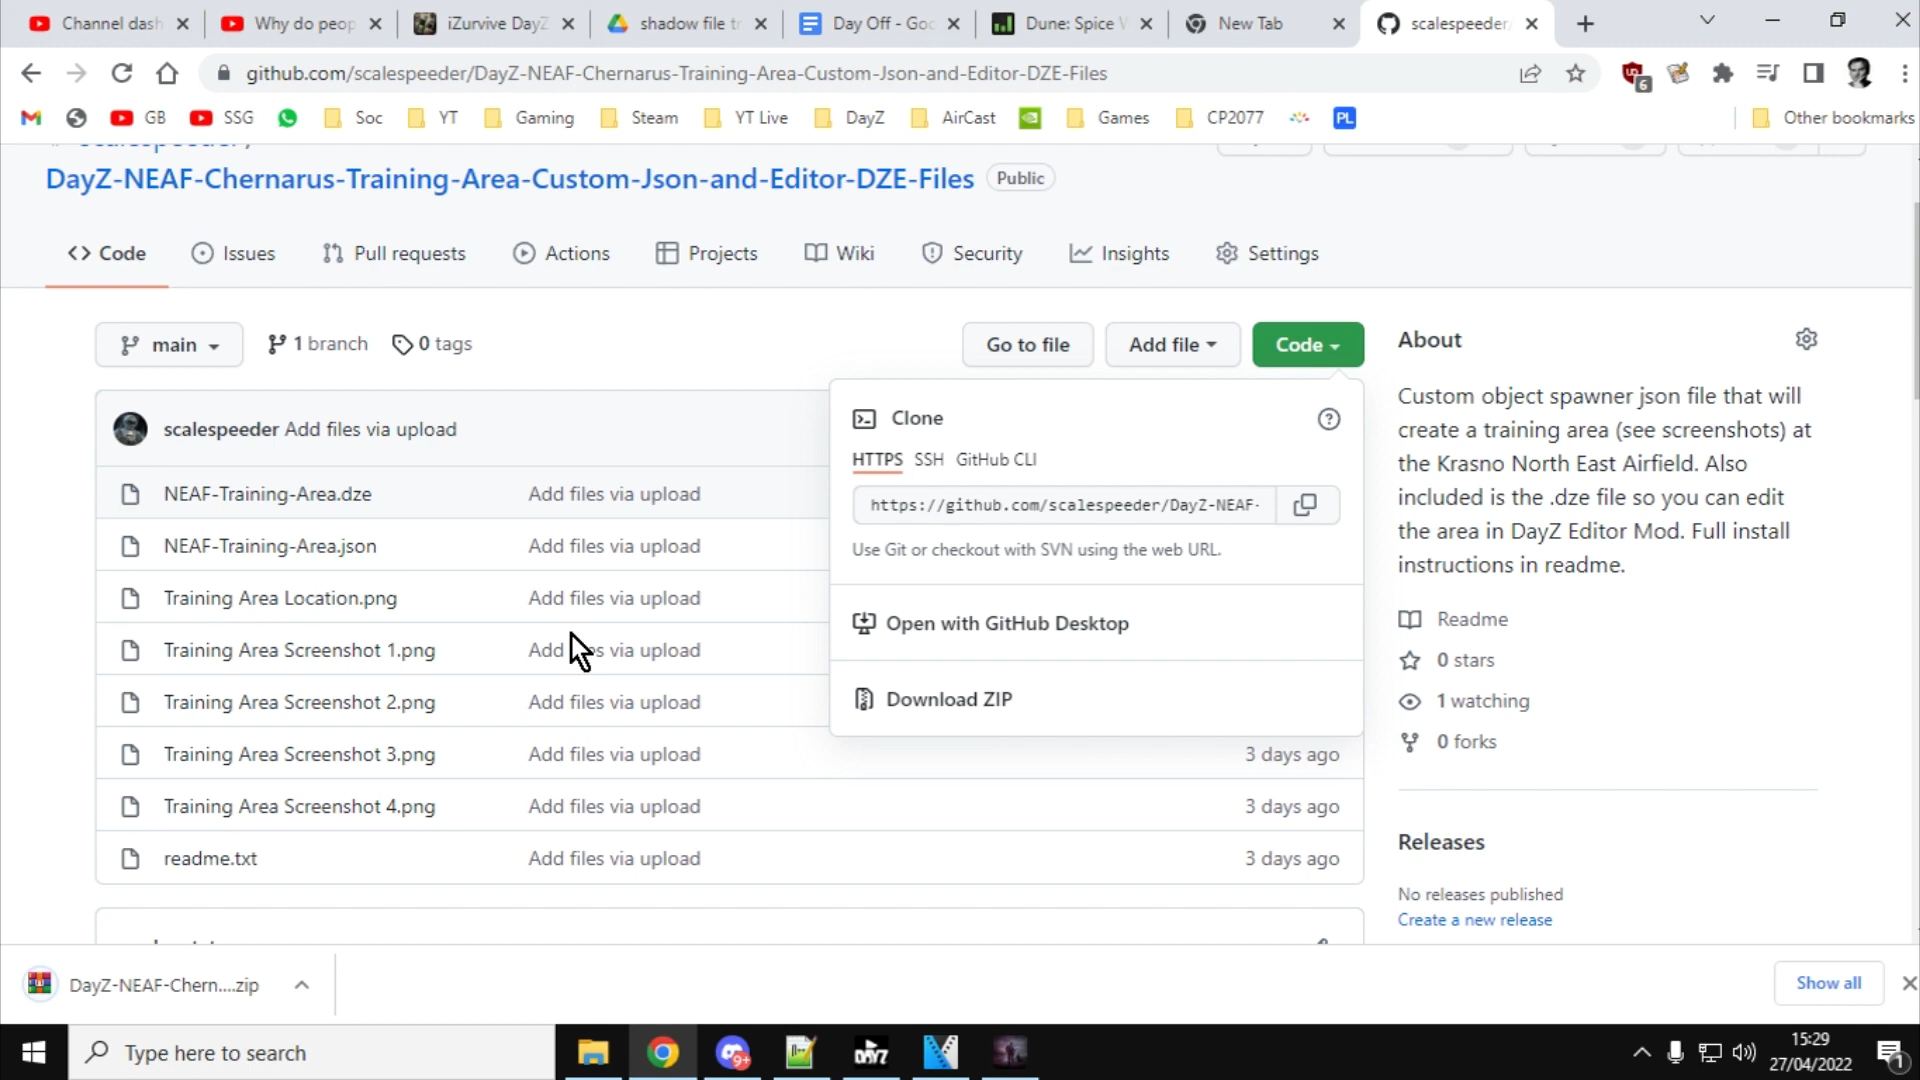 Channel dash
Why do peop
iZurvive DayZ
shadow file tr
Day Off - Goo
Dune: Spice W
New Tab
scalespeeder/
github.com/scalespeeder/DayZ-NEAF-Chernarus-Training-Area-Custom-Json-and-Editor-DZE-Files
6
GB
SSG
Soc
YT
Gaming
Steam
YT Live
DayZ
AirCast
Games
CP2077
PL
Other bookmarks
scalespeeder/
DayZ-NEAF-Chernarus-Training-Area-Custom-Json-and-Editor-DZE-Files
Public
Code
Issues
Pull requests
Actions
Projects
Wiki
Security
Insights
Settings
main
1 branch
0 tags
Go to file
Add file
Code
scalespeeder Add files via upload
NEAF-Training-Area.dze Add files via upload
NEAF-Training-Area.json Add files via upload
Training Area Location.png Add files via upload
Training Area Screenshot 1.png Add files via upload
Training Area Screenshot 2.png Add files via upload
Training Area Screenshot 3.png Add files via upload 3 days ago
Training Area Screenshot 4.png Add files via upload 3 days ago
readme.txt Add files via upload 3 days ago
Clone
HTTPS SSH GitHub CLI
https://github.com/scalespeeder/DayZ-NEAF-
Use Git or checkout with SVN using the web URL.
Open with GitHub Desktop
Download ZIP
About
Custom object spawner json file that will
create a training area (see screenshots) at
the Krasno North East Airfield. Also
included is the .dze file so you can edit
the area in DayZ Editor Mod. Full install
instructions in readme.
Readme
0 stars
1 watching
0 forks
Releases
No releases published
Create a new release
DayZ-NEAF-Chern....zip
Show all
Type here to search
9+
DAYZ
15:29
27/04/2022
1